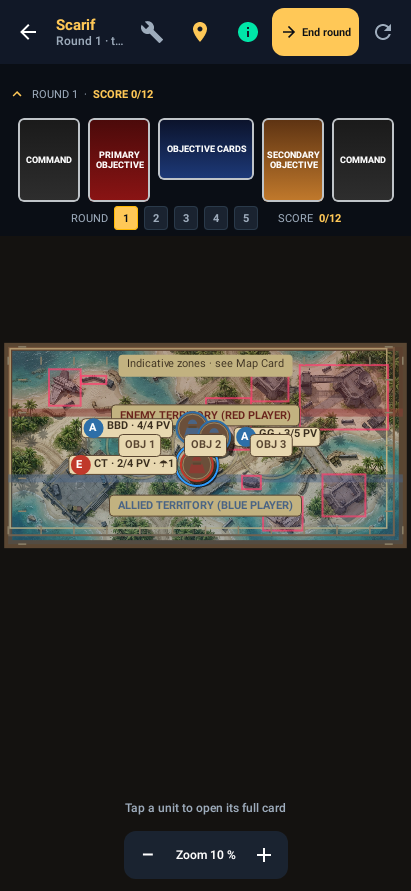 Scarif
Round 1 · t…
End round
ROUND 1 · SCORE 0/12
COMMAND
PRIMARY
OBJECTIVE
OBJECTIVE CARDS
SECONDARY
OBJECTIVE
COMMAND
ROUND 1 2 3 4 5 SCORE 0/12
Indicative zones · see Map Card
ENEMY TERRITORY (RED PLAYER)
A BBD · 4/4 PV
A GG · 3/5 PV
OBJ 1
OBJ 2
OBJ 3
E CT · 2/4 PV · ☂1
ALLIED TERRITORY (BLUE PLAYER)
Tap a unit to open its full card
− Zoom 10 % +